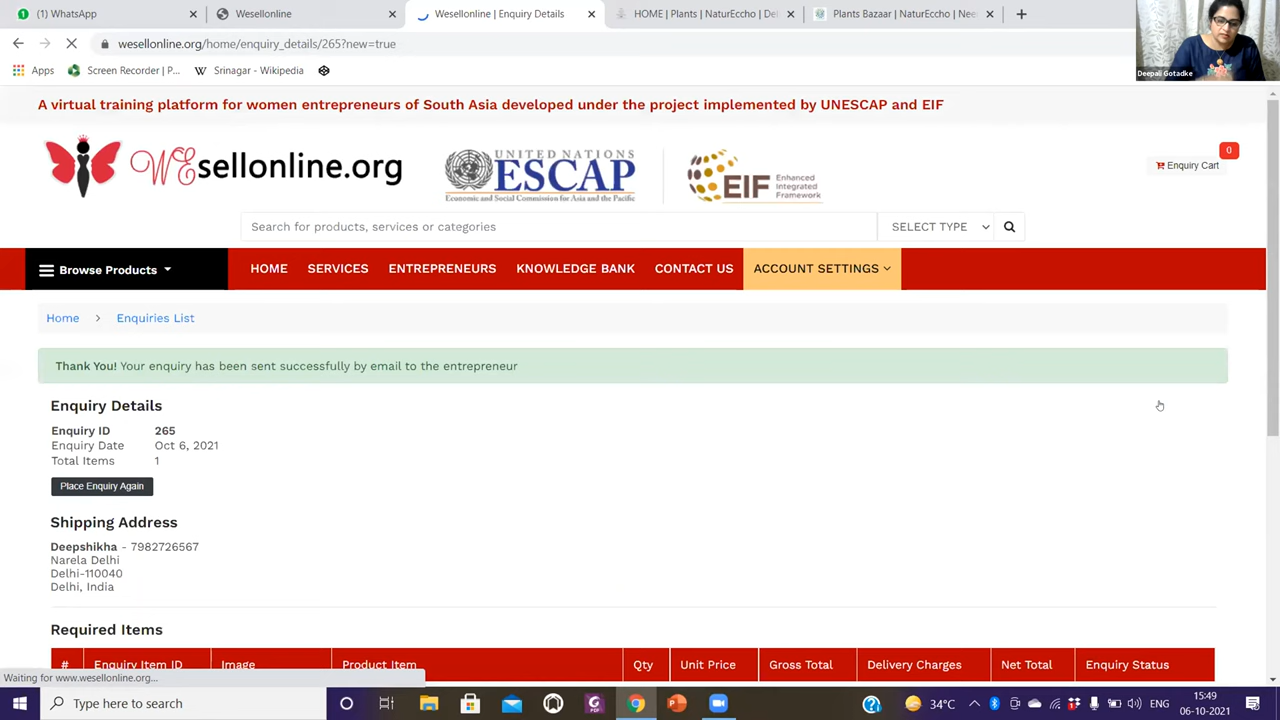 (1) WhatsApp
Wesellonline
Wesellonline | Enquiry Details
HOME | Plants | NaturEccho | Del
Plants Bazaar | NaturEccho | Nee
wesellonline.org/home/enquiry_details/265?new=true
Apps
Screen Recorder | P...
Srinagar - Wikipedia
Deepali Gotadke
A virtual training platform for women entrepreneurs of South Asia developed under the project implemented by UNESCAP and EIF
WEsellonline.org
UNITED NATIONS
ESCAP
Economic and Social Commission for Asia and the Pacific
EIF
Enhanced
Integrated
Framework
0
Enquiry Cart
Search for products, services or categories
SELECT TYPE
Browse Products
HOME
SERVICES
ENTREPRENEURS
KNOWLEDGE BANK
CONTACT US
ACCOUNT SETTINGS
Home > Enquiries List
Thank You! Your enquiry has been sent successfully by email to the entrepreneur
Enquiry Details
Enquiry ID 265
Enquiry Date Oct 6, 2021
Total Items 1
Place Enquiry Again
Shipping Address
Deepshikha - 7982726567
Narela Delhi
Delhi-110040
Delhi, India
Required Items
# Enquiry Item ID Image Product Item Qty Unit Price Gross Total Delivery Charges Net Total Enquiry Status
Waiting for www.wesellonline.org...
Type here to search
34°C
ENG
15:49
06-10-2021